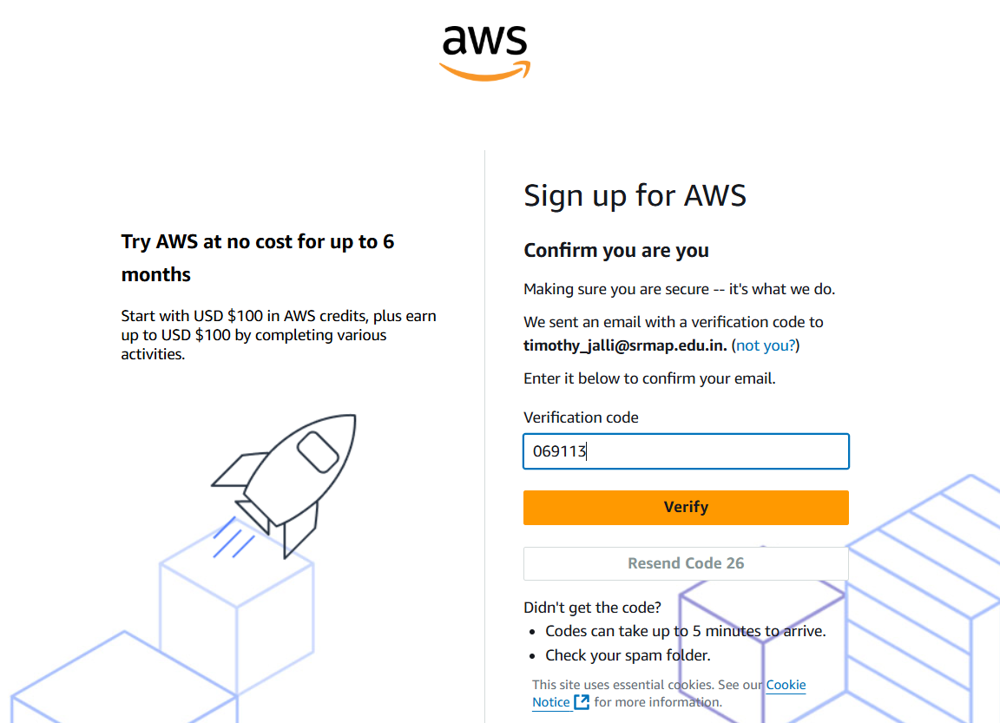 aws
Try AWS at no cost for up to 6
months
Start with USD $100 in AWS credits, plus earn
up to USD $100 by completing various
activities.
Sign up for AWS
Confirm you are you
Making sure you are secure -- it's what we do.
We sent an email with a verification code to
timothy_jalli@srmap.edu.in. (not you?)
Enter it below to confirm your email.
Verification code
069113
Verify
Resend Code 26
Didn't get the code?
• Codes can take up to 5 minutes to arrive.
• Check your spam folder.
This site uses essential cookies. See our Cookie
Notice for more information.